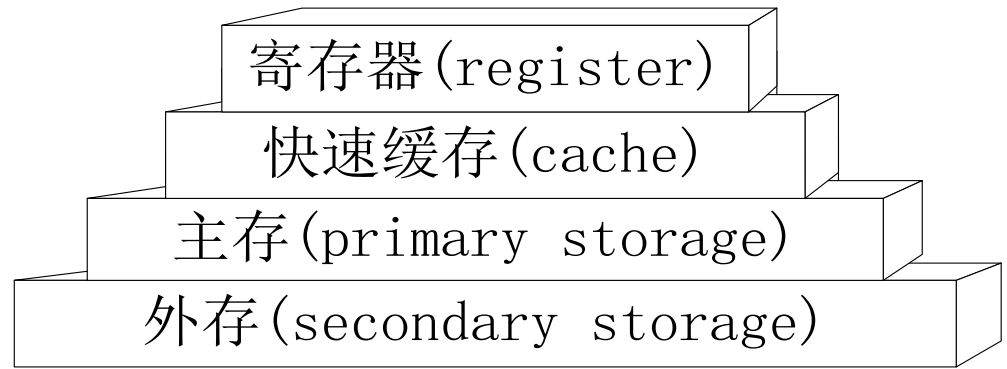 寄存器(register)
快速缓存(cache)
主存(primary storage)
外存(secondary storage)